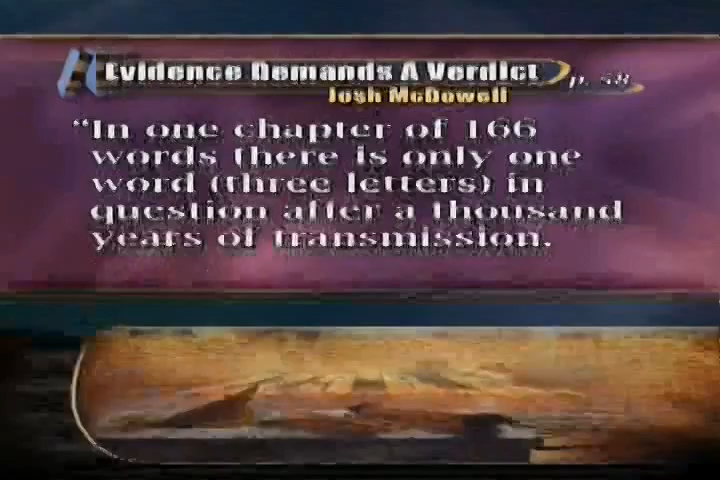 Evidence Demands A Verdict p. 58
Josh McDowell
“In one chapter of 166
words there is only one
word (three letters) in
question after a thousand
years of transmission.